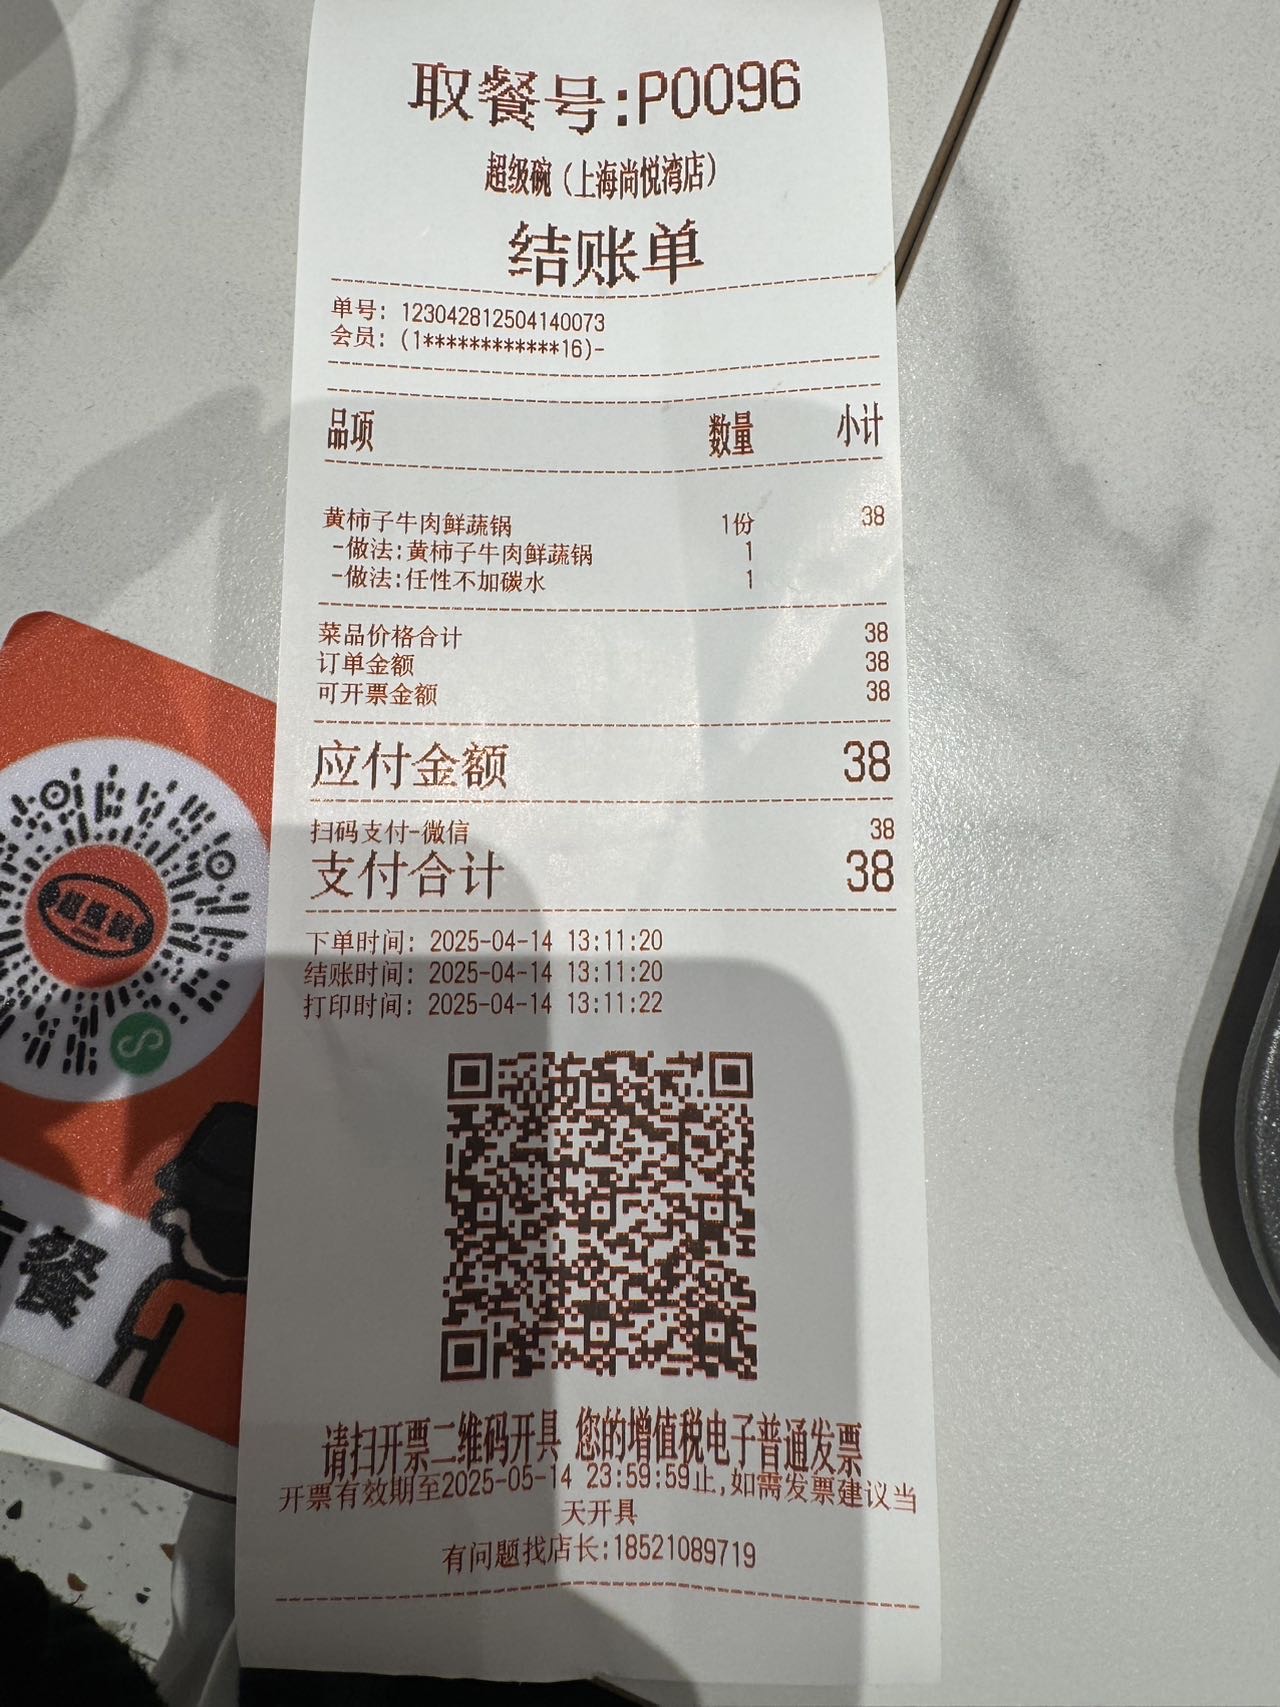 取餐号:P0096
超级碗（上海尚悦湾店）
结账单
单号: 123042812504140073
会员: (1************16)-
品项 数量 小计
黄柿子牛肉鲜蔬锅 1份 38
-做法:黄柿子牛肉鲜蔬锅 1
-做法:任性不加碳水 1
菜品价格合计 38
订单金额 38
可开票金额 38
应付金额 38
扫码支付-微信 38
支付合计 38
下单时间: 2025-04-14 13:11:20
结账时间: 2025-04-14 13:11:20
打印时间: 2025-04-14 13:11:22
请扫开票二维码开具 您的增值税电子普通发票
开票有效期至2025-05-14 23:59:59止,如需发票建议当
天开具
有问题找店长:18521089719
超级碗
餐